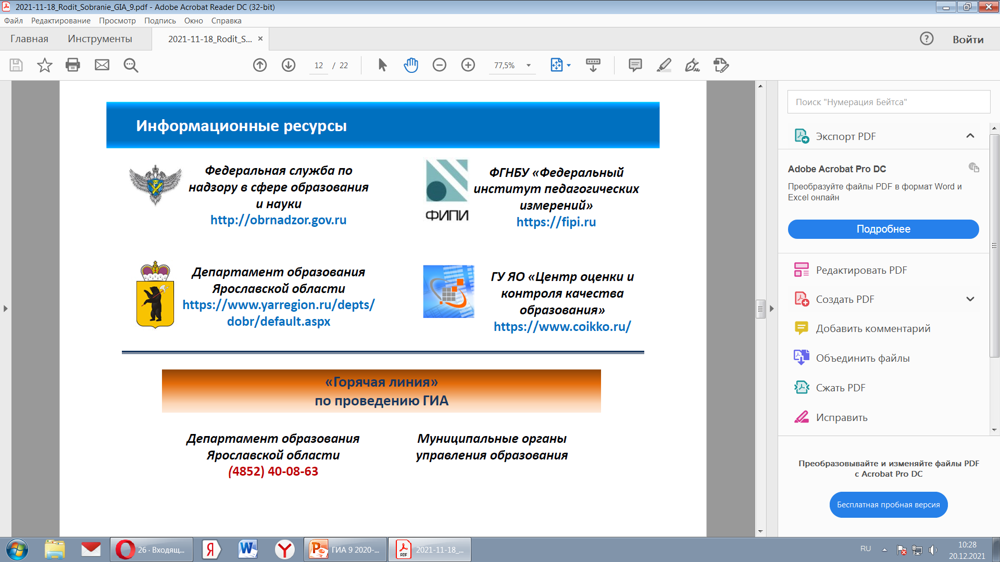 2021-11-18_Rodit_Sobranie_GIA_9.pdf - Adobe Acrobat Reader DC (32-bit)
Файл Редактирование Просмотр Подпись Окно Справка
Главная Инструменты 2021-11-18_Rodit_S... ×
Войти
12 / 22 77,5%
Информационные ресурсы
Федеральная служба по
надзору в сфере образования
и науки
http://obrnadzor.gov.ru
ФИПИ
ФГНБУ «Федеральный
институт педагогических
измерений»
https://fipi.ru
Департамент образования
Ярославской области
https://www.yarregion.ru/depts/
dobr/default.aspx
ГУ ЯО «Центр оценки и
контроля качества
образования»
https://www.coikko.ru/
«Горячая линия»
по проведению ГИА
Департамент образования
Ярославской области
(4852) 40-08-63
Муниципальные органы
управления образования
Поиск "Нумерация Бейтса"
Экспорт PDF
Adobe Acrobat Pro DC
Преобразуйте файлы PDF в формат Word и
Excel онлайн
Подробнее
Редактировать PDF
Создать PDF
Добавить комментарий
Объединить файлы
Сжать PDF
Исправить
Преобразовывайте и изменяйте файлы PDF
с Acrobat Pro DC
Бесплатная пробная версия
26 · Входящ...
ГИА 9 2020-...
2021-11-18_...
RU
10:28
20.12.2021